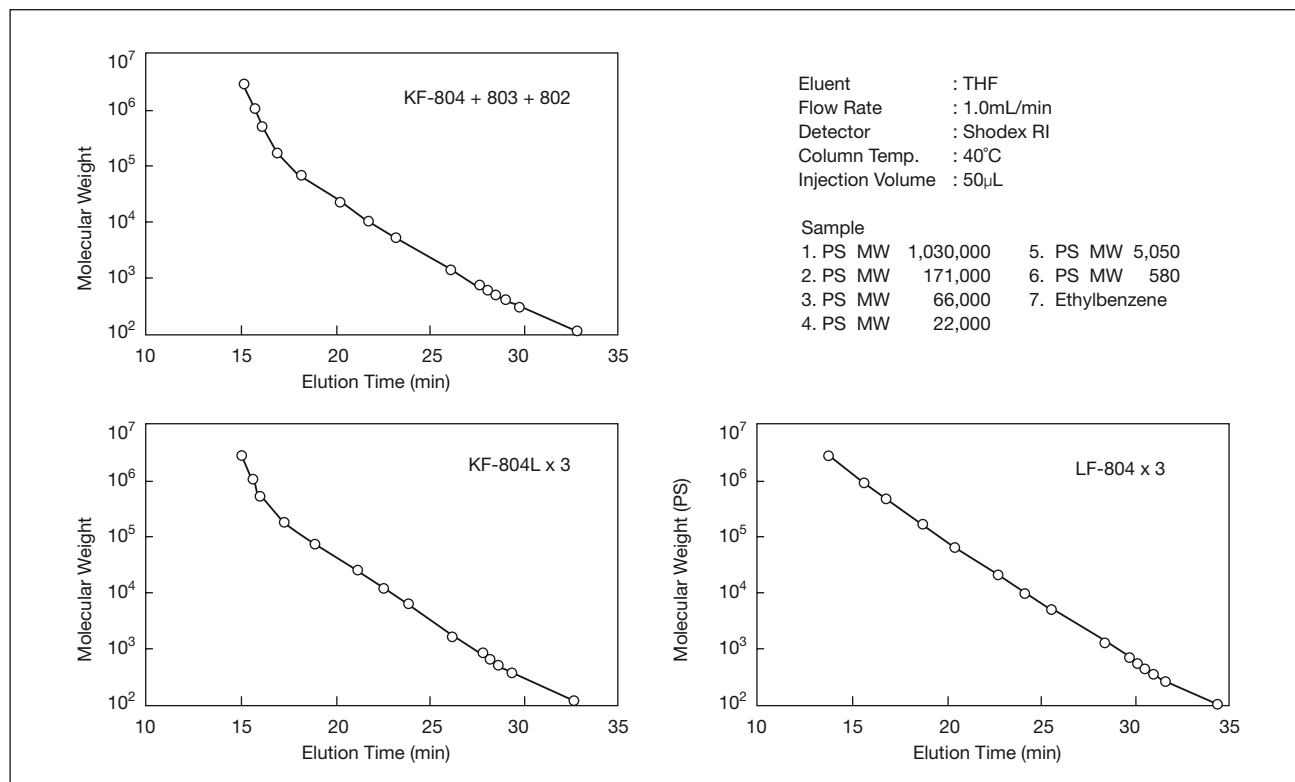 10⁷
10⁶
10⁵
10⁴
10³
10²
Molecular Weight
KF-804 + 803 + 802
10 15 20 25 30 35
Elution Time (min)
Eluent : THF
Flow Rate : 1.0mL/min
Detector : Shodex RI
Column Temp. : 40˚C
Injection Volume : 50µL
Sample
1. PS MW 1,030,000 5. PS MW 5,050
2. PS MW 171,000 6. PS MW 580
3. PS MW 66,000 7. Ethylbenzene
4. PS MW 22,000
10⁷
10⁶
10⁵
10⁴
10³
10²
Molecular Weight
KF-804L x 3
10 15 20 25 30 35
Elution Time (min)
10⁷
10⁶
10⁵
10⁴
10³
10²
Molecular Weight (PS)
LF-804 x 3
10 15 20 25 30 35
Elution Time (min)